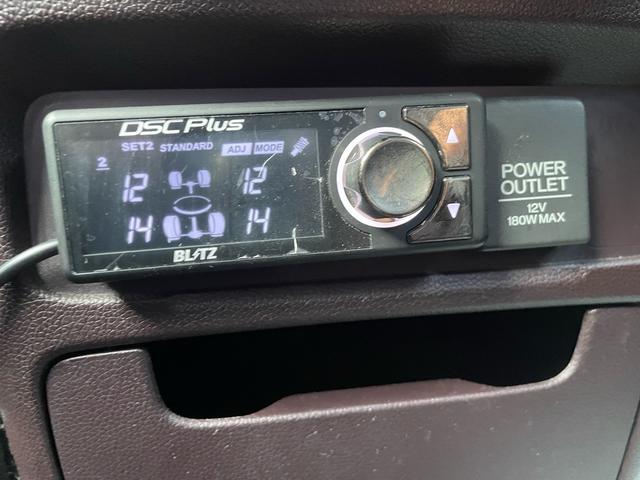 DSC Plus
SET2 STANDARD ADJ MODE
2
12 12
14 14
BLITZ
POWER
OUTLET
12V
180W MAX